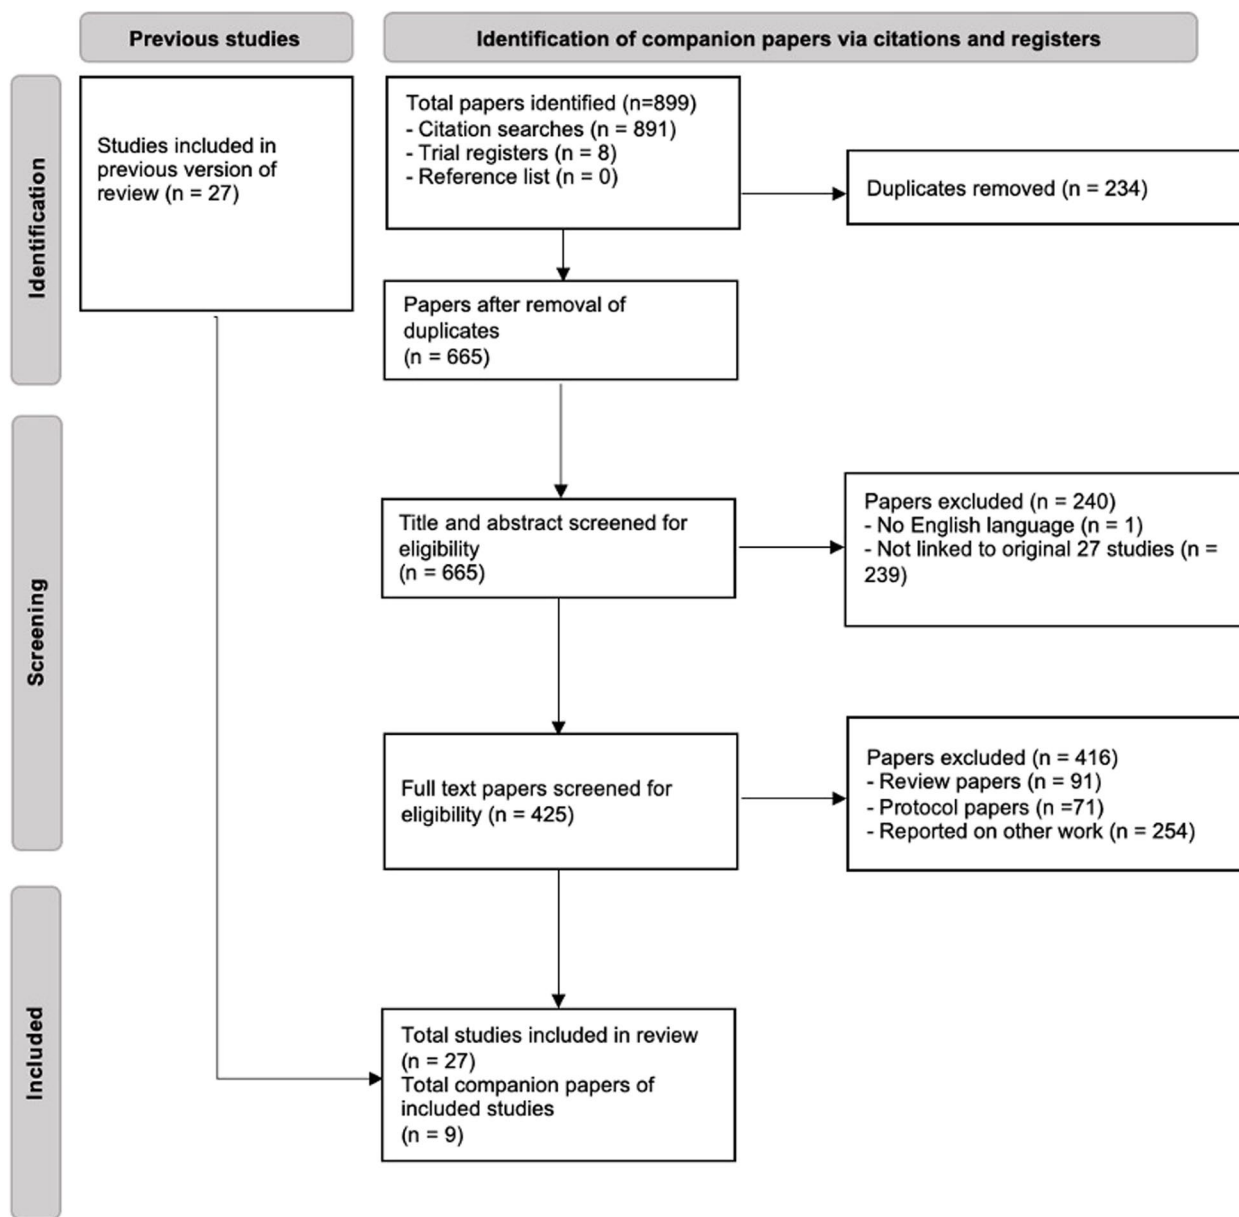 Previous studies
Identification of companion papers via citations and registers
Identification
Studies included in
previous version of
review (n = 27)
Total papers identified (n=899)
- Citation searches (n = 891)
- Trial registers (n = 8)
- Reference list (n = 0)
Duplicates removed (n = 234)
Papers after removal of
duplicates
(n = 665)
Screening
Title and abstract screened for
eligibility
(n = 665)
Papers excluded (n = 240)
- No English language (n = 1)
- Not linked to original 27 studies (n =
239)
Full text papers screened for
eligibility (n = 425)
Papers excluded (n = 416)
- Review papers (n = 91)
- Protocol papers (n =71)
- Reported on other work (n = 254)
Included
Total studies included in review
(n = 27)
Total companion papers of
included studies
(n = 9)